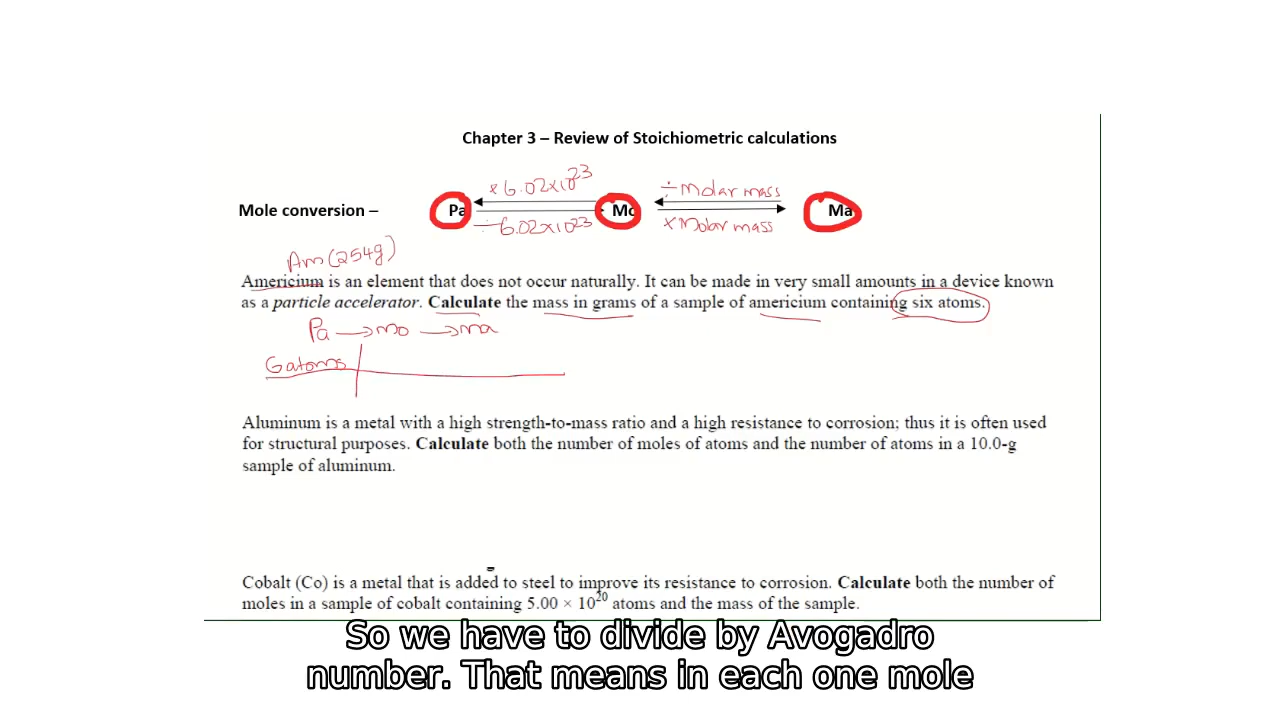 Chapter 3 – Review of Stoichiometric calculations
× 6.02×10²³
÷ Molar mass
Mole conversion – Pa Mo Ma
÷ 6.02×10²³
× Molar mass
Am (254g)
Americium is an element that does not occur naturally. It can be made in very small amounts in a device known
as a particle accelerator. Calculate the mass in grams of a sample of americium containing six atoms.
Pa → mo → ma
6 atoms
Aluminum is a metal with a high strength-to-mass ratio and a high resistance to corrosion; thus it is often used
for structural purposes. Calculate both the number of moles of atoms and the number of atoms in a 10.0-g
sample of aluminum.
Cobalt (Co) is a metal that is added to steel to improve its resistance to corrosion. Calculate both the number of
moles in a sample of cobalt containing 5.00 × 10²⁰ atoms and the mass of the sample.
So we have to divide by Avogadro
number. That means in each one mole